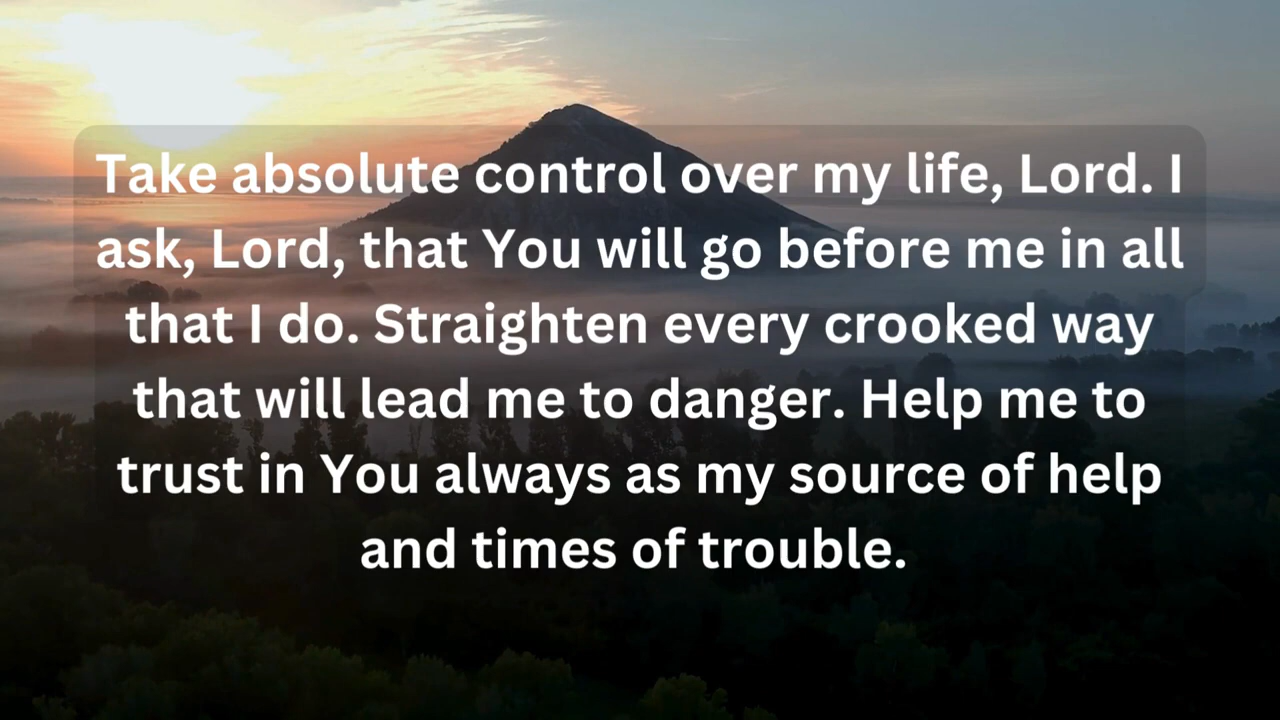 Take absolute control over my life, Lord. I
ask, Lord, that You will go before me in all
that I do. Straighten every crooked way
that will lead me to danger. Help me to
trust in You always as my source of help
and times of trouble.